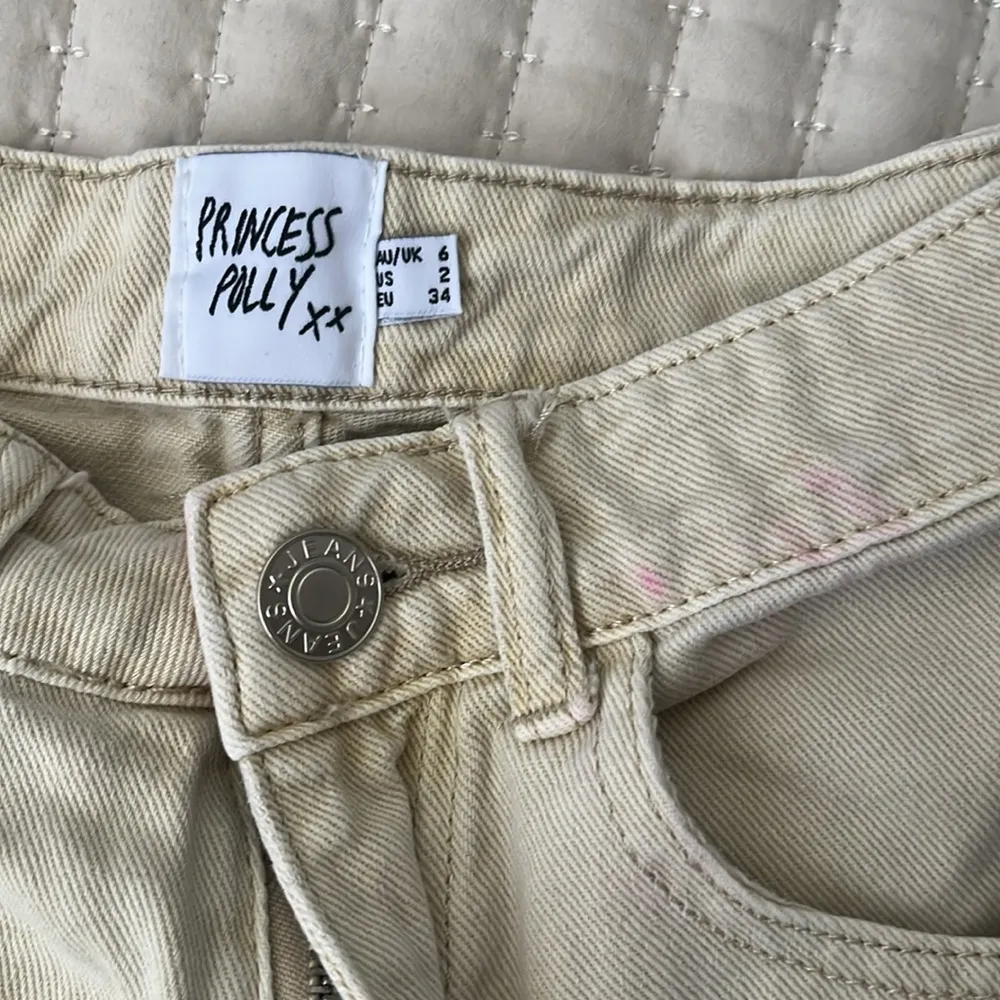 PRINCESS
POLLY xx
AU/UK 6
US 2
EU 34
JEANS x JEANS x